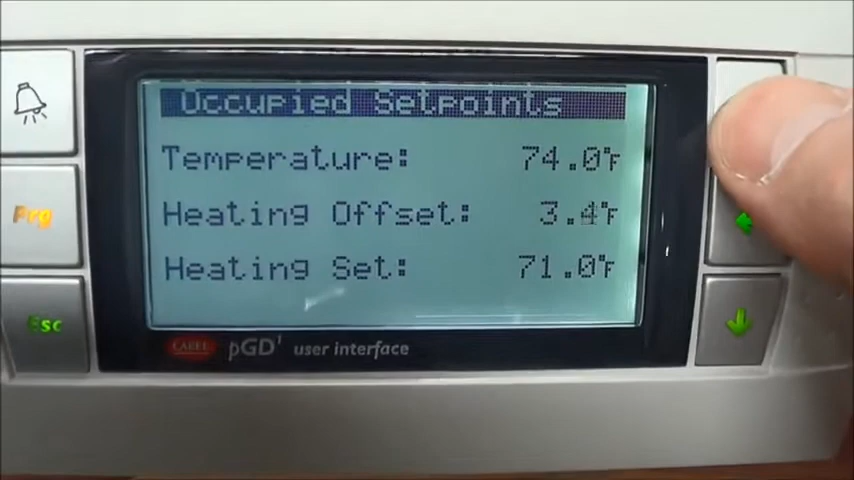 Occupied Setpoints
Temperature: 74.0°F
Heating Offset: 3.4°F
Heating Set: 71.0°F
Prg
Esc
CAREL pGD¹ user interface